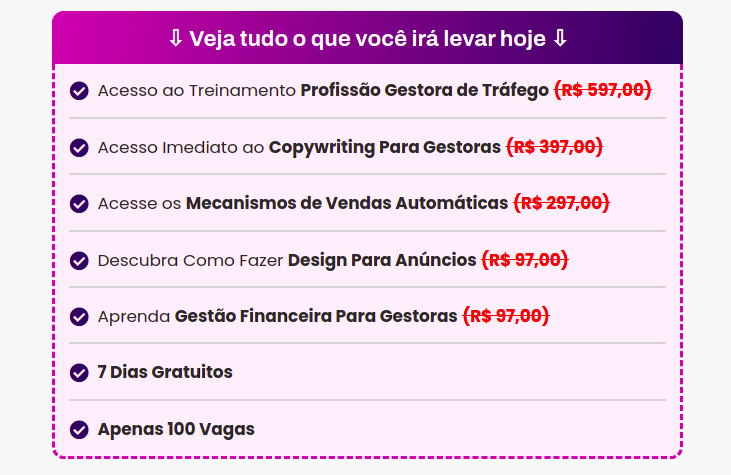 ⇩ Veja tudo o que você irá levar hoje ⇩
Acesso ao Treinamento Profissão Gestora de Tráfego (R$ 597,00)
Acesso Imediato ao Copywriting Para Gestoras (R$ 397,00)
Acesse os Mecanismos de Vendas Automáticas (R$ 297,00)
Descubra Como Fazer Design Para Anúncios (R$ 97,00)
Aprenda Gestão Financeira Para Gestoras (R$ 97,00)
7 Dias Gratuitos
Apenas 100 Vagas